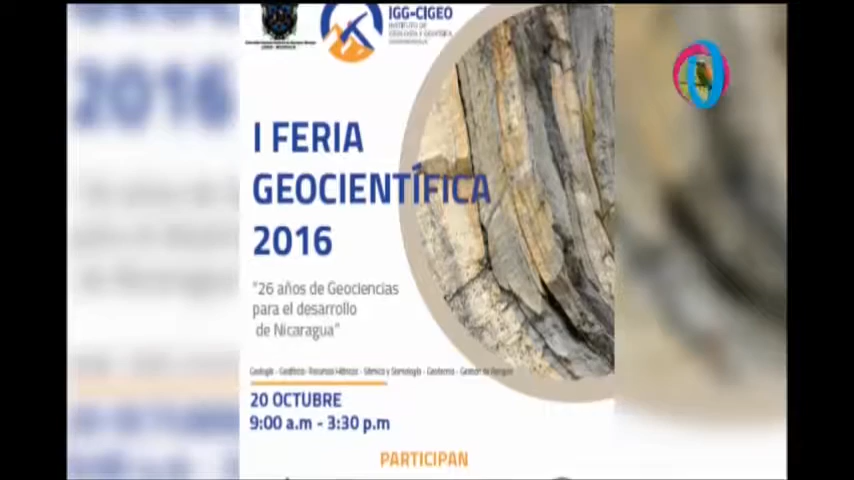 IGG-CIGEO
INSTITUTO DE
GEOLOGÍA Y GEOFÍSICA
I FERIA
GEOCIENTÍFICA
2016
"26 años de Geociencias
para el desarrollo
de Nicaragua"
20 OCTUBRE
9:00 a.m - 3:30 p.m
PARTICIPAN
2016